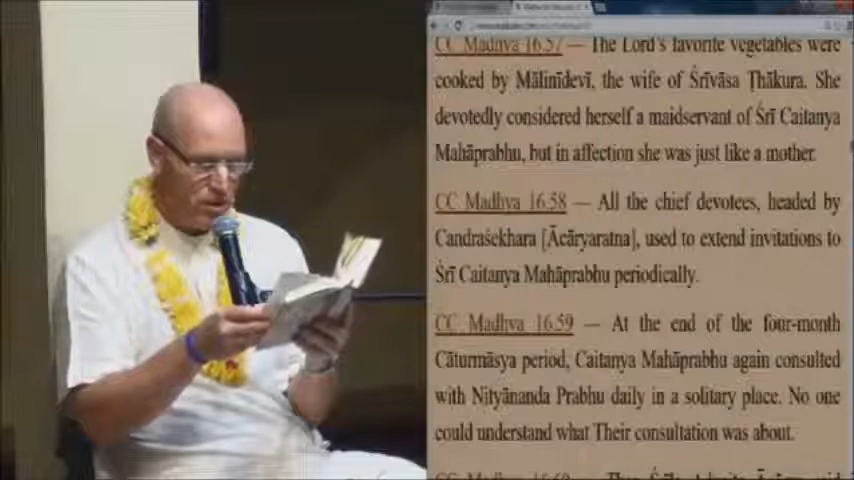 CC Madhya 16.57 — The Lord's favorite vegetables were
cooked by Mālinīdevī, the wife of Śrīvāsa Ṭhākura. She
devotedly considered herself a maidservant of Śrī Caitanya
Mahāprabhu, but in affection she was just like a mother.
CC Madhya 16.58 — All the chief devotees, headed by
Candraśekhara [Ācāryaratna], used to extend invitations to
Śrī Caitanya Mahāprabhu periodically.
CC Madhya 16.59 — At the end of the four-month
Cāturmāsya period, Caitanya Mahāprabhu again consulted
with Nityānanda Prabhu daily in a solitary place. No one
could understand what Their consultation was about.